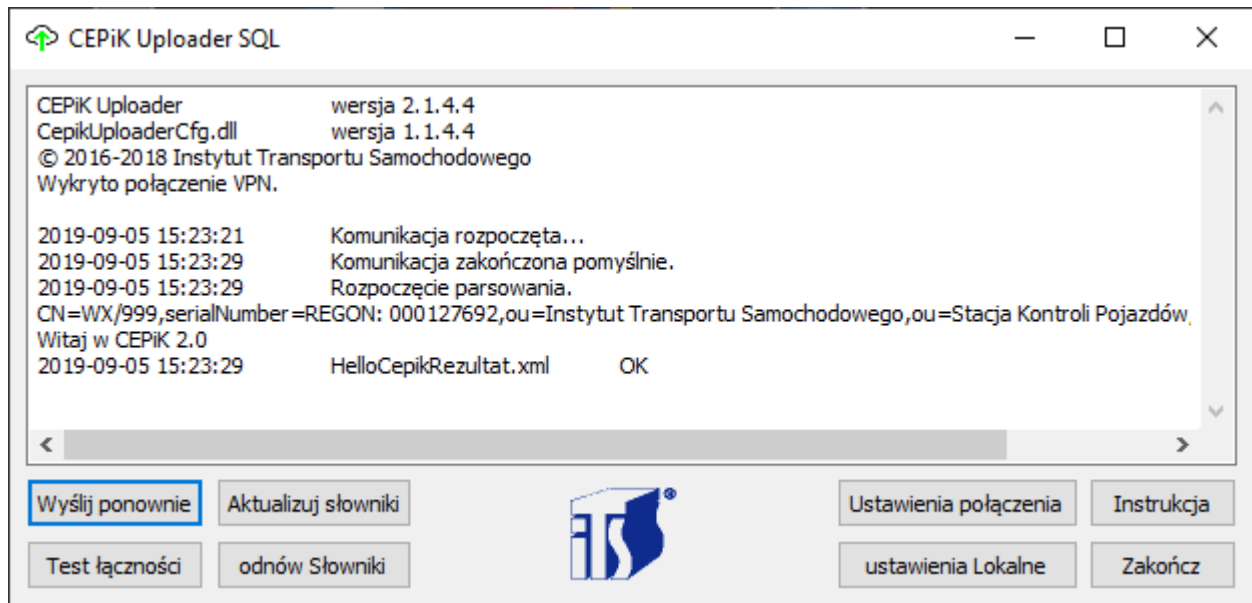 CEPiK Uploader SQL
CEPiK Uploader wersja 2.1.4.4
CepikUploaderCfg.dll wersja 1.1.4.4
© 2016-2018 Instytut Transportu Samochodowego
Wykryto połączenie VPN.
2019-09-05 15:23:21 Komunikacja rozpoczęta...
2019-09-05 15:23:29 Komunikacja zakończona pomyślnie.
2019-09-05 15:23:29 Rozpoczęcie parsowania.
CN=WX/999,serialNumber=REGON: 000127692,ou=Instytut Transportu Samochodowego,ou=Stacja Kontroli Pojazdów,
Witaj w CEPiK 2.0
2019-09-05 15:23:29 HelloCepikRezultat.xml OK
Wyślij ponownie Aktualizuj słowniki iTS® Ustawienia połączenia Instrukcja
Test łączności odnów Słowniki ustawienia Lokalne Zakończ